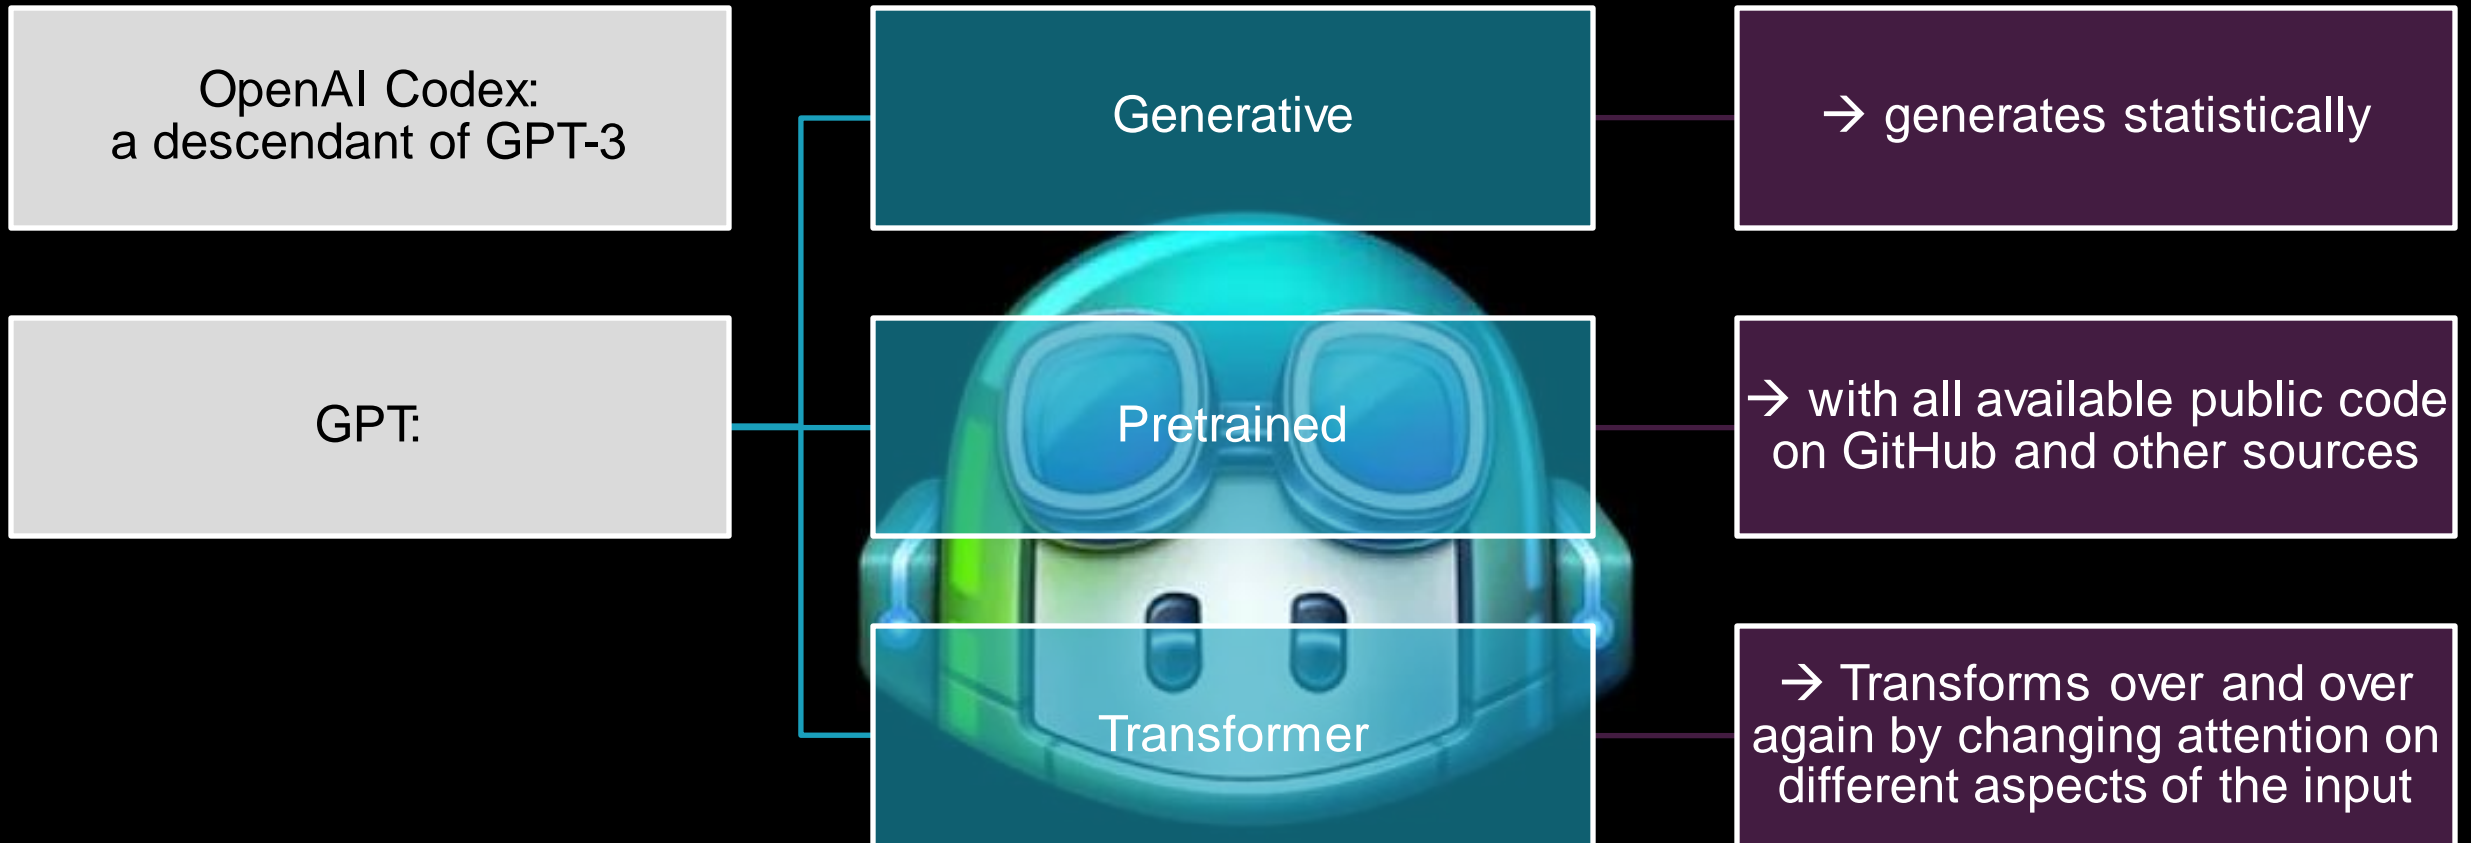 OpenAI Codex:
a descendant of GPT-3
Generative
→ generates statistically
GPT:
Pretrained
→ with all available public code
on GitHub and other sources
Transformer
→ Transforms over and over
again by changing attention on
different aspects of the input